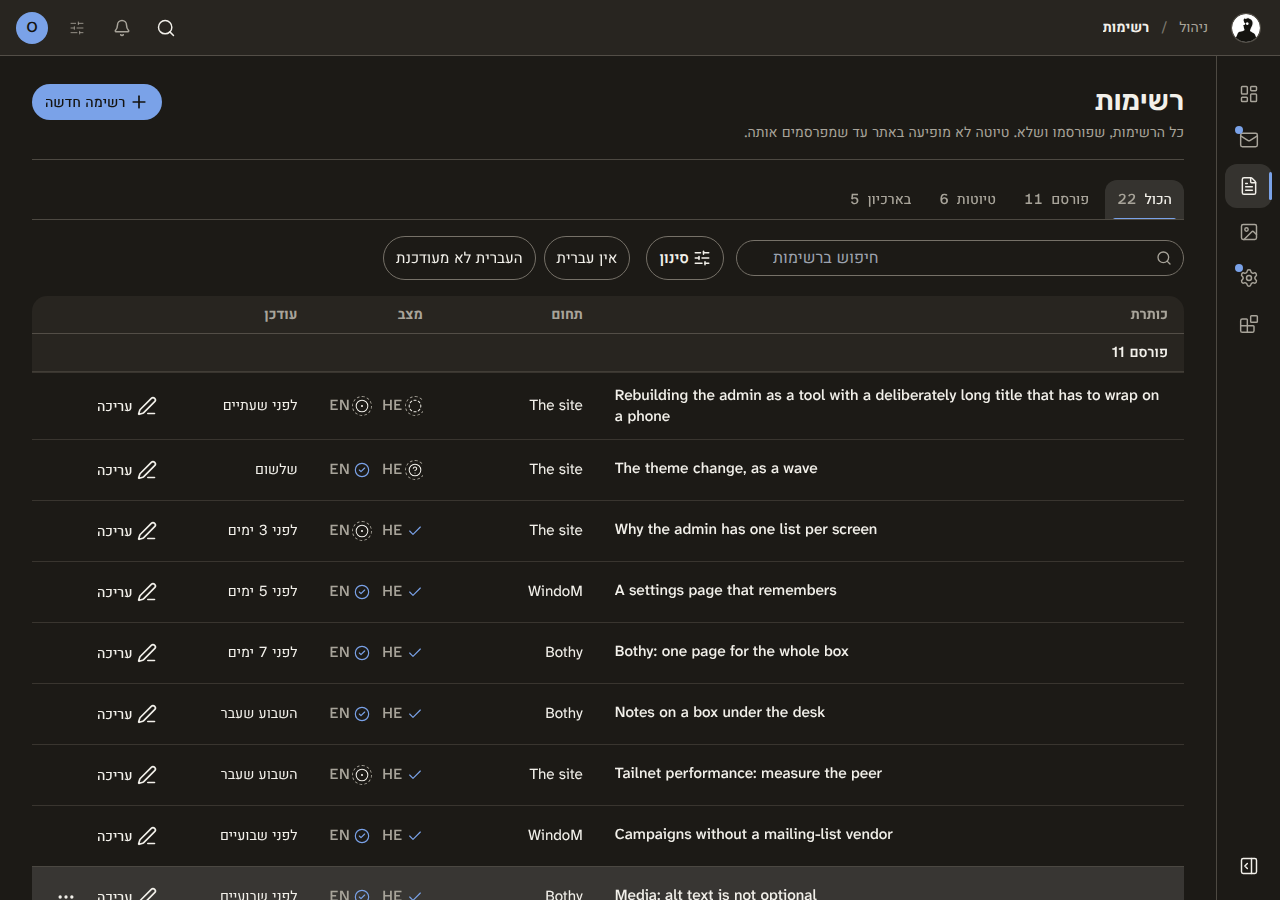 ניהול / רשימות
O
רשימות
רשימה חדשה
כל הרשימות, שפורסמו ושלא. טיוטה לא מופיעה באתר עד שמפרסמים אותה.
הכול 22 פורסם 11 טיוטות 6 בארכיון 5
חיפוש ברשימות סינון אין עברית העברית לא מעודכנת
כותרת תחום מצב עודכן
פורסם 11
Rebuilding the admin as a tool with a deliberately long title that has to wrap on
a phone
The site HE EN לפני שעתיים עריכה
The theme change, as a wave The site HE EN שלשום עריכה
Why the admin has one list per screen The site HE EN לפני 3 ימים עריכה
A settings page that remembers WindoM HE EN לפני 5 ימים עריכה
Bothy: one page for the whole box Bothy HE EN לפני 7 ימים עריכה
Notes on a box under the desk Bothy HE EN השבוע שעבר עריכה
Tailnet performance: measure the peer The site HE EN השבוע שעבר עריכה
Campaigns without a mailing-list vendor WindoM HE EN לפני שבועיים עריכה
Media: alt text is not optional Bothy HE EN לפני שבועיים עריכה